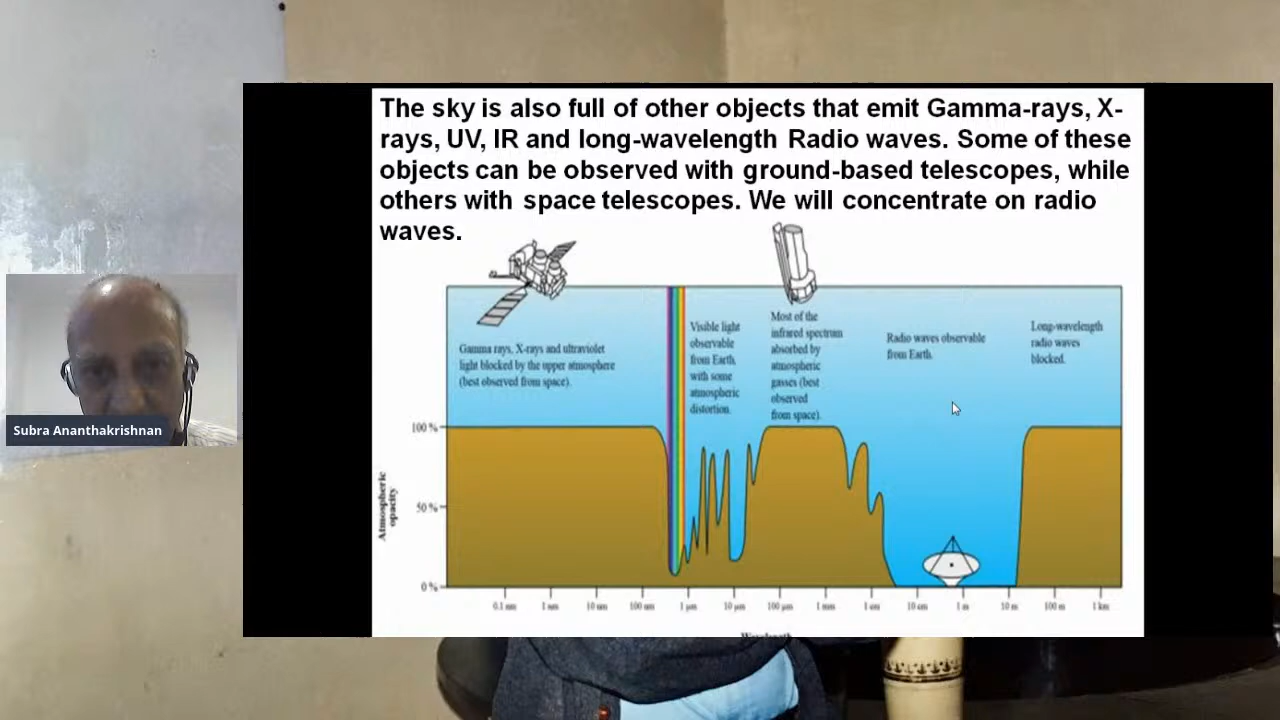 The sky is also full of other objects that emit Gamma-rays, X-
rays, UV, IR and long-wavelength Radio waves. Some of these
objects can be observed with ground-based telescopes, while
others with space telescopes. We will concentrate on radio
waves.
Gamma rays, X-rays and ultraviolet
light blocked by the upper atmosphere
(best observed from space).
Visible light
observable
from Earth,
with some
atmospheric
distortion.
Most of the
infrared spectrum
absorbed by
atmospheric
gasses (best
observed
from space).
Radio waves observable
from Earth.
Long-wavelength
radio waves
blocked.
Atmospheric
opacity
100 %
50 %
0 %
0.1 nm
1 nm
10 nm
100 nm
1 μm
10 μm
100 μm
1 mm
1 cm
10 cm
1 m
10 m
100 m
1 km
Wavelength
Subra Ananthakrishnan